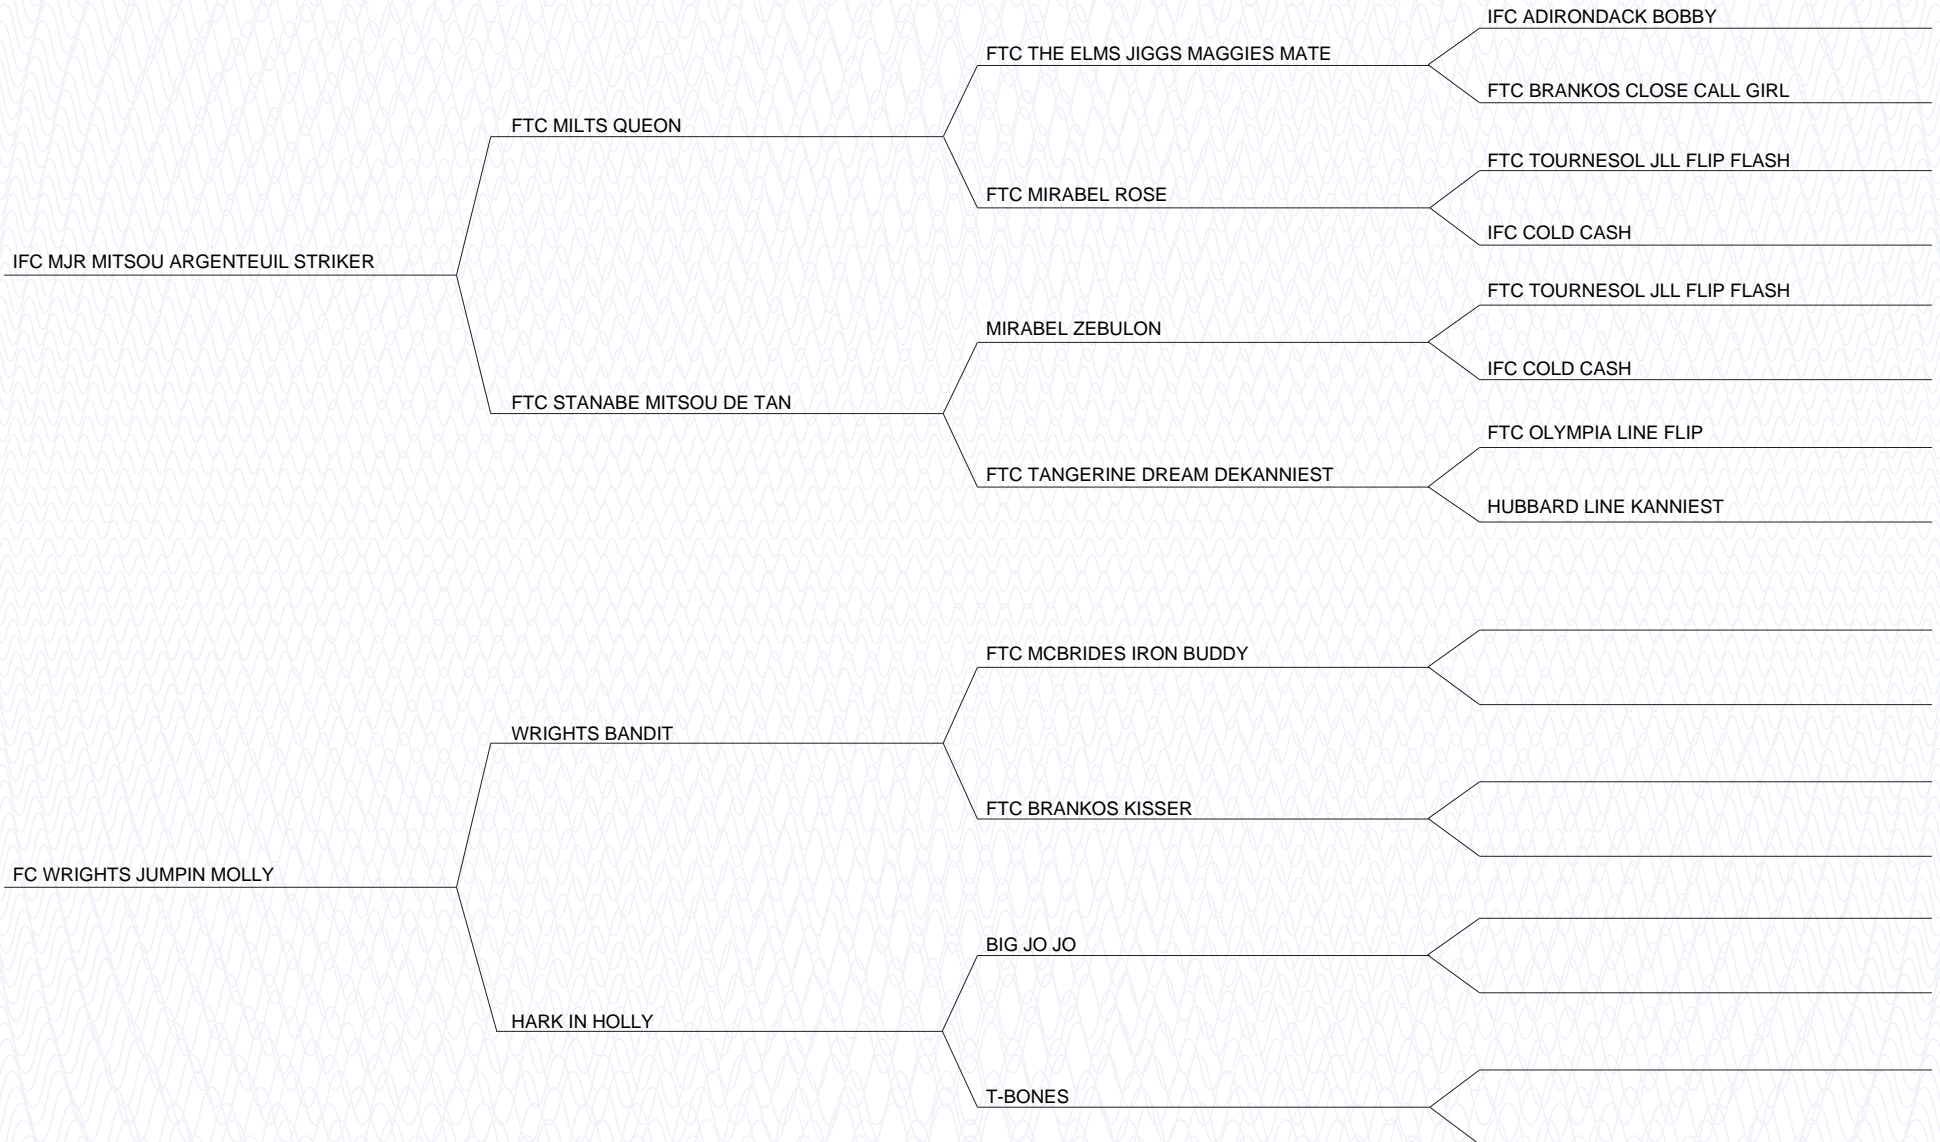 IFC ADIRONDACK BOBBY
FTC THE ELMS JIGGS MAGGIES MATE
FTC BRANKOS CLOSE CALL GIRL
FTC MILTS QUEON
FTC TOURNESOL JLL FLIP FLASH
FTC MIRABEL ROSE
IFC COLD CASH
IFC MJR MITSOU ARGENTEUIL STRIKER
FTC TOURNESOL JLL FLIP FLASH
MIRABEL ZEBULON
IFC COLD CASH
FTC STANABE MITSOU DE TAN
FTC OLYMPIA LINE FLIP
FTC TANGERINE DREAM DEKANNIEST
HUBBARD LINE KANNIEST
FTC MCBRIDES IRON BUDDY
WRIGHTS BANDIT
FTC BRANKOS KISSER
FC WRIGHTS JUMPIN MOLLY
BIG JO JO
HARK IN HOLLY
T-BONES